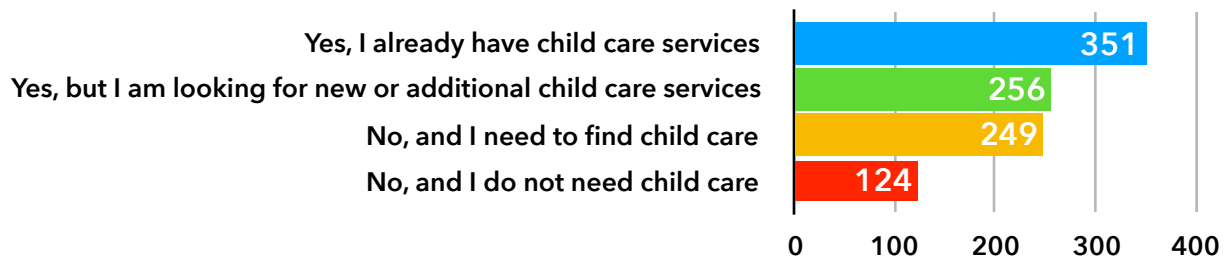 Yes, I already have child care services 351
Yes, but I am looking for new or additional child care services 256
No, and I need to find child care 249
No, and I do not need child care 124
0 100 200 300 400